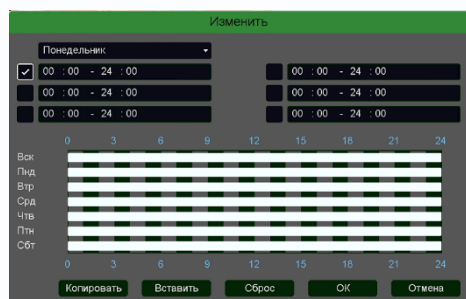 Изменить
Понедельник
00 : 00 - 24 : 00 00 : 00 - 24 : 00
00 : 00 - 24 : 00 00 : 00 - 24 : 00
00 : 00 - 24 : 00 00 : 00 - 24 : 00
0 3 6 9 12 15 18 21 24
Вск
Пнд
Втр
Срд
Чтв
Птн
Сбт
0 3 6 9 12 15 18 21 24
Копировать Вставить Сброс ОК Отмена